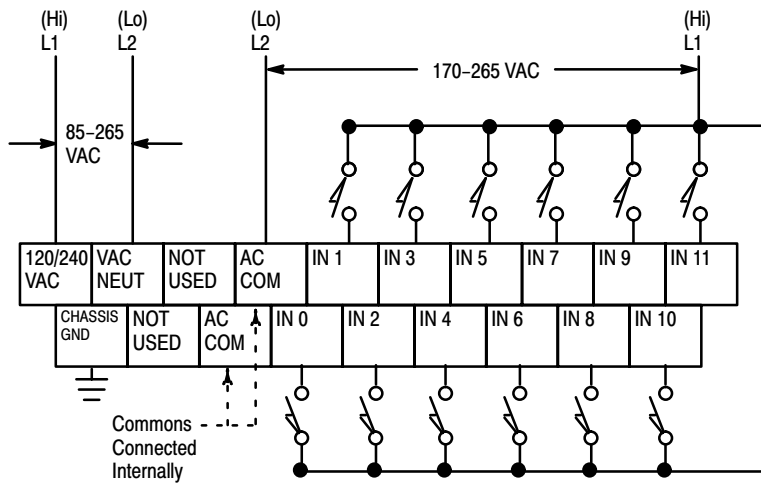 (Hi)
L1
(Lo)
L2
(Lo)
L2
(Hi)
L1
170–265 VAC
85–265
VAC
120/240
VAC
VAC
NEUT
NOT
USED
AC
COM
IN 1
IN 3
IN 5
IN 7
IN 9
IN 11
CHASSIS
GND
NOT
USED
AC
COM
IN 0
IN 2
IN 4
IN 6
IN 8
IN 10
Commons
Connected
Internally